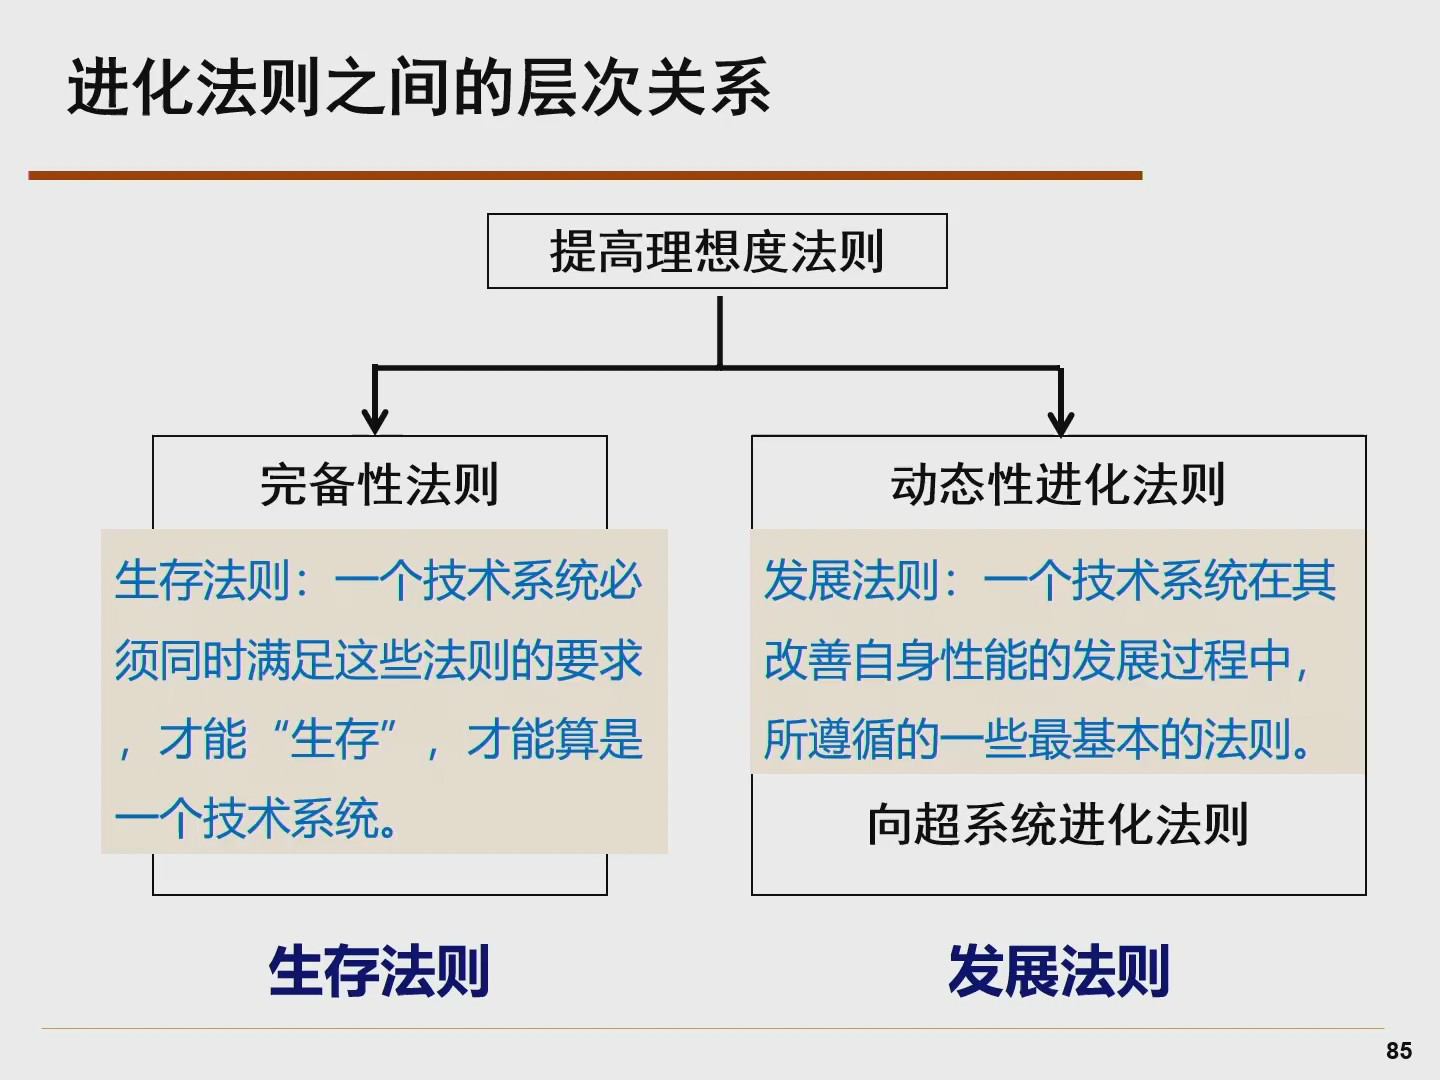 进化法则之间的层次关系
提高理想度法则
完备性法则
生存法则：一个技术系统必
须同时满足这些法则的要求
，才能“生存”，才能算是
一个技术系统。
生存法则
动态性进化法则
发展法则：一个技术系统在其
改善自身性能的发展过程中，
所遵循的一些最基本的法则。
向超系统进化法则
发展法则
85